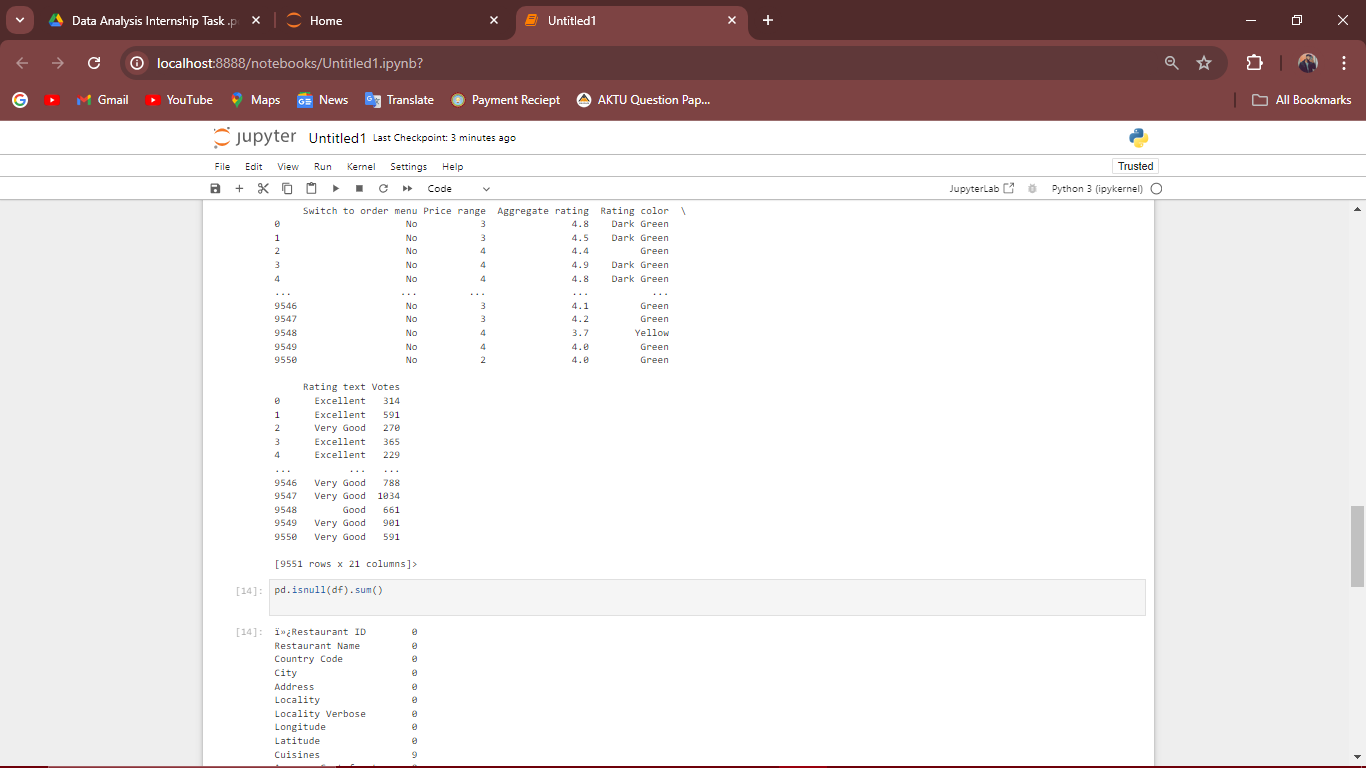 Data Analysis Internship Task .p
Home
Untitled1
localhost:8888/notebooks/Untitled1.ipynb?
Gmail
YouTube
Maps
News
Translate
Payment Reciept
AKTU Question Pap...
All Bookmarks
jupyter Untitled1 Last Checkpoint: 3 minutes ago
File Edit View Run Kernel Settings Help
Trusted
Code
JupyterLab
Python 3 (ipykernel)
Switch to order menu Price range Aggregate rating Rating color \
0 No 3 4.8 Dark Green
1 No 3 4.5 Dark Green
2 No 4 4.4 Green
3 No 4 4.9 Dark Green
4 No 4 4.8 Dark Green
... ... ... ... ...
9546 No 3 4.1 Green
9547 No 3 4.2 Green
9548 No 4 3.7 Yellow
9549 No 4 4.0 Green
9550 No 2 4.0 Green
Rating text Votes
0 Excellent 314
1 Excellent 591
2 Very Good 270
3 Excellent 365
4 Excellent 229
... ... ...
9546 Very Good 788
9547 Very Good 1034
9548 Good 661
9549 Very Good 901
9550 Very Good 591
[9551 rows x 21 columns]>
[14]: pd.isnull(df).sum()
[14]: ï»¿Restaurant ID 0
Restaurant Name 0
Country Code 0
City 0
Address 0
Locality 0
Locality Verbose 0
Longitude 0
Latitude 0
Cuisines 9